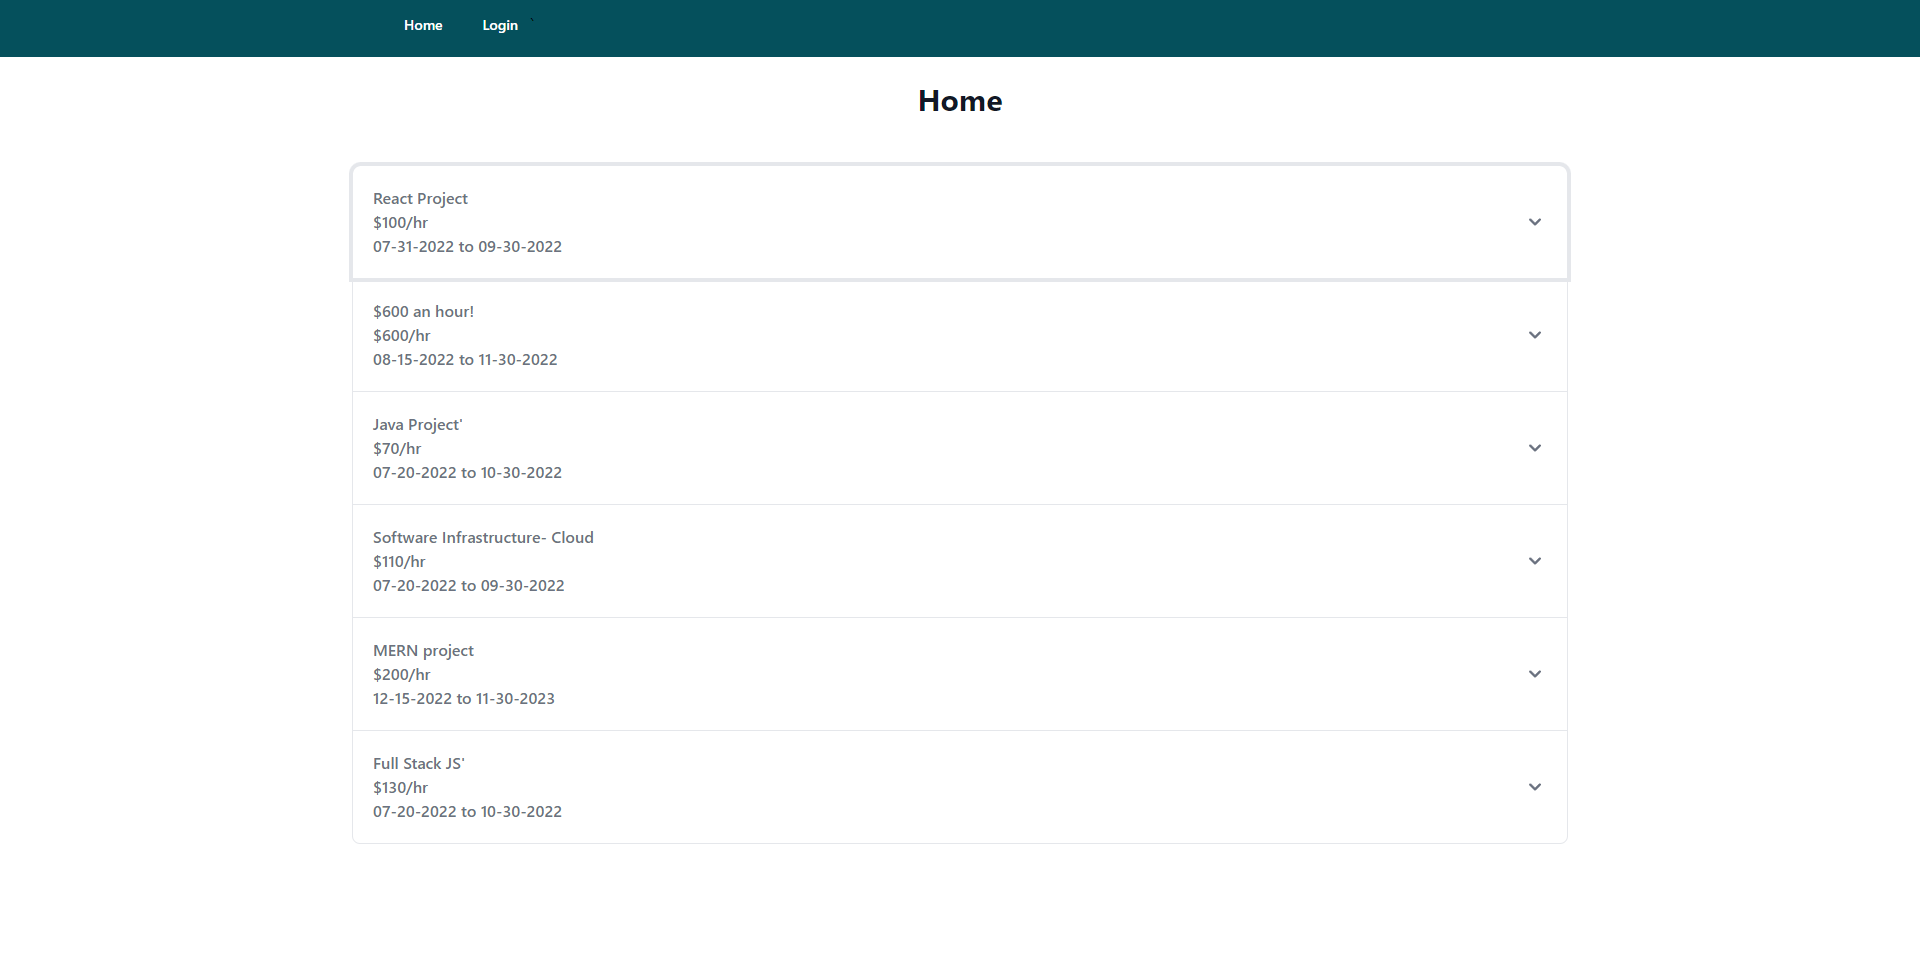 Home Login `
Home
React Project
$100/hr
07-31-2022 to 09-30-2022
$600 an hour!
$600/hr
08-15-2022 to 11-30-2022
Java Project'
$70/hr
07-20-2022 to 10-30-2022
Software Infrastructure- Cloud
$110/hr
07-20-2022 to 09-30-2022
MERN project
$200/hr
12-15-2022 to 11-30-2023
Full Stack JS'
$130/hr
07-20-2022 to 10-30-2022